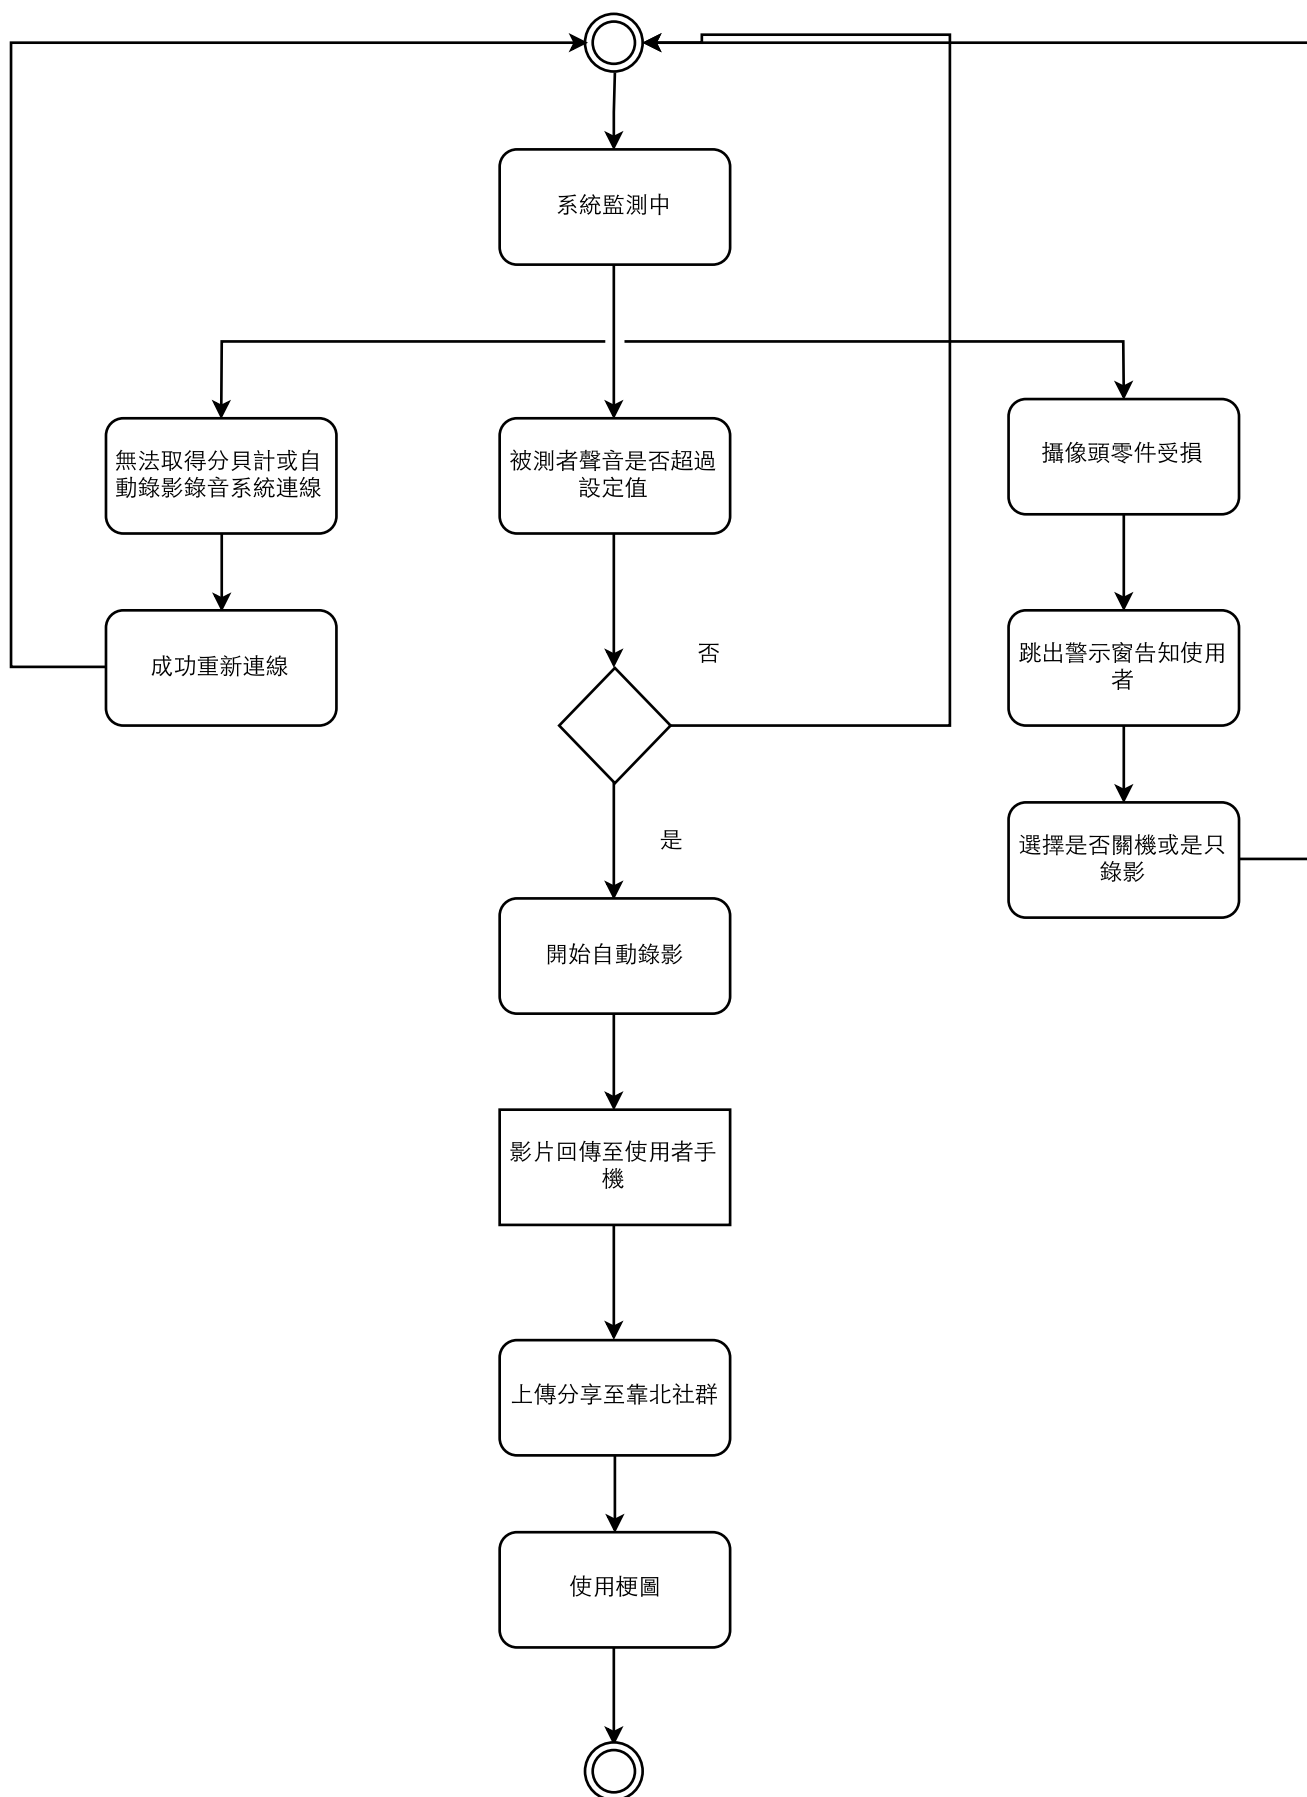 系統監測中
無法取得分貝計或自
動錄影錄音系統連線
被測者聲音是否超過
設定值
攝像頭零件受損
成功重新連線
否
跳出警示窗告知使用
者
是
選擇是否關機或是只
錄影
開始自動錄影
影片回傳至使用者手
機
上傳分享至靠北社群
使用梗圖